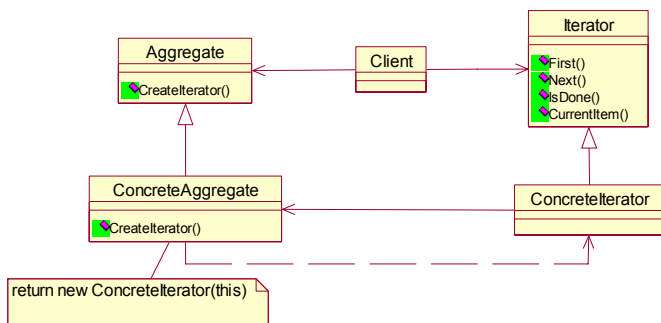 Aggregate
CreateIterator()
Client
Iterator
First()
Next()
IsDone()
CurrentItem()
ConcreteAggregate
CreateIterator()
ConcreteIterator
return new ConcreteIterator(this)